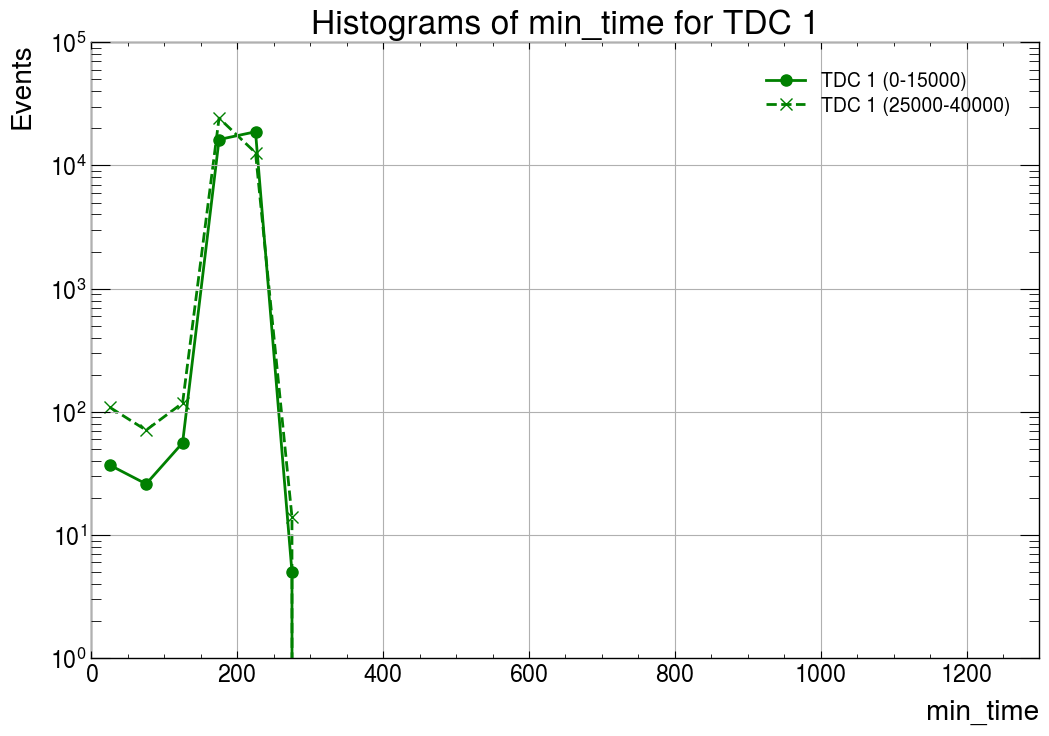 Histograms of min_time for TDC 1
Events
10^5
10^4
10^3
10^2
10^1
10^0
TDC 1 (0-15000)
TDC 1 (25000-40000)
0 200 400 600 800 1000 1200
min_time